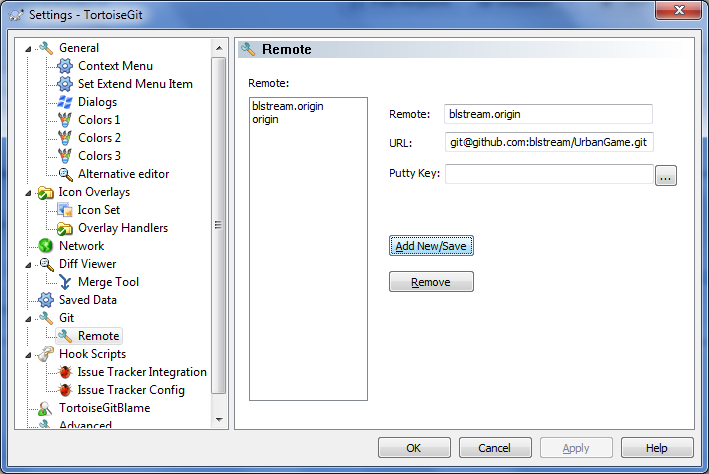 Settings - TortoiseGit
General
Context Menu
Set Extend Menu Item
Dialogs
Colors 1
Colors 2
Colors 3
Alternative editor
Icon Overlays
Icon Set
Overlay Handlers
Network
Diff Viewer
Merge Tool
Saved Data
Git
Remote
Hook Scripts
Issue Tracker Integration
Issue Tracker Config
TortoiseGitBlame
Advanced
Remote
Remote:
blstream.origin
origin
Remote: blstream.origin
URL: git@github.com:blstream/UrbanGame.git
Putty Key: ...
Add New/Save
Remove
OK Cancel Apply Help